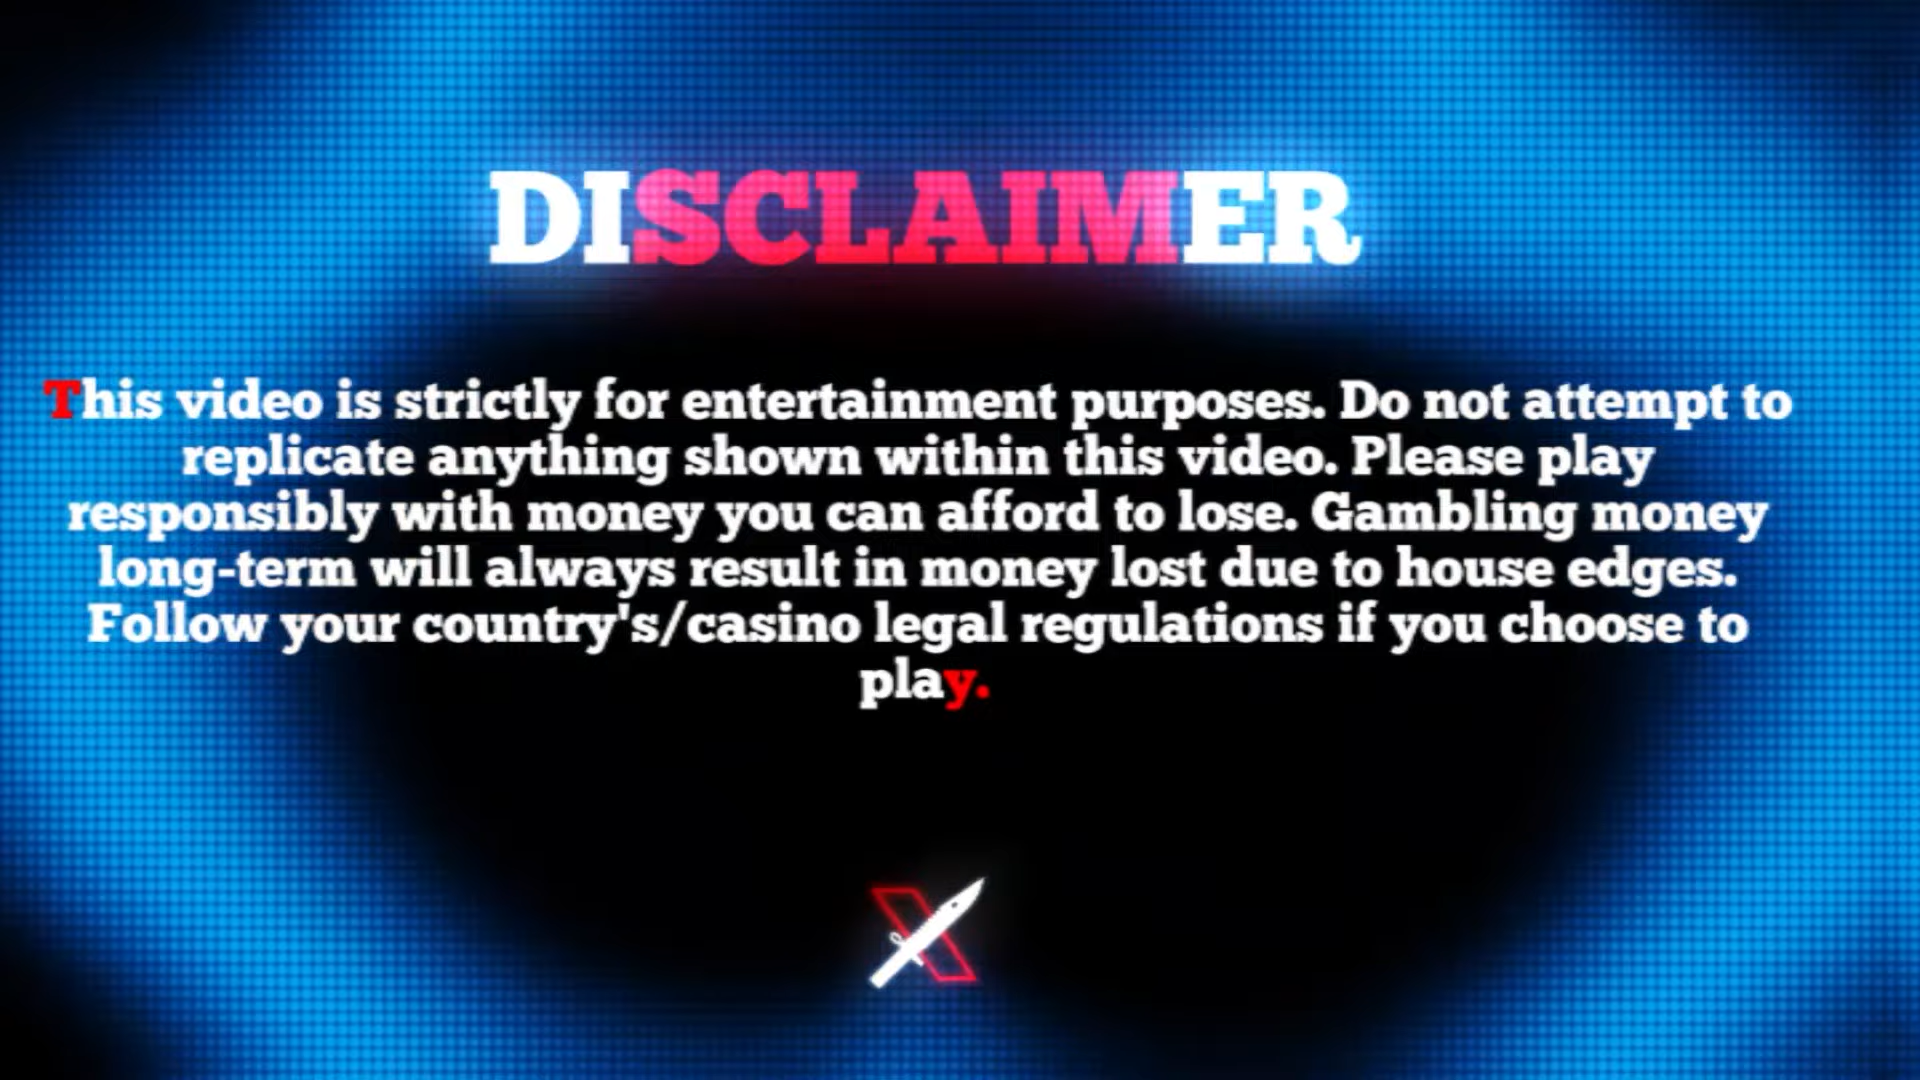 DISCLAIMER
This video is strictly for entertainment purposes. Do not attempt to
replicate anything shown within this video. Please play
responsibly with money you can afford to lose. Gambling money
long-term will always result in money lost due to house edges.
Follow your country's/casino legal regulations if you choose to
play.